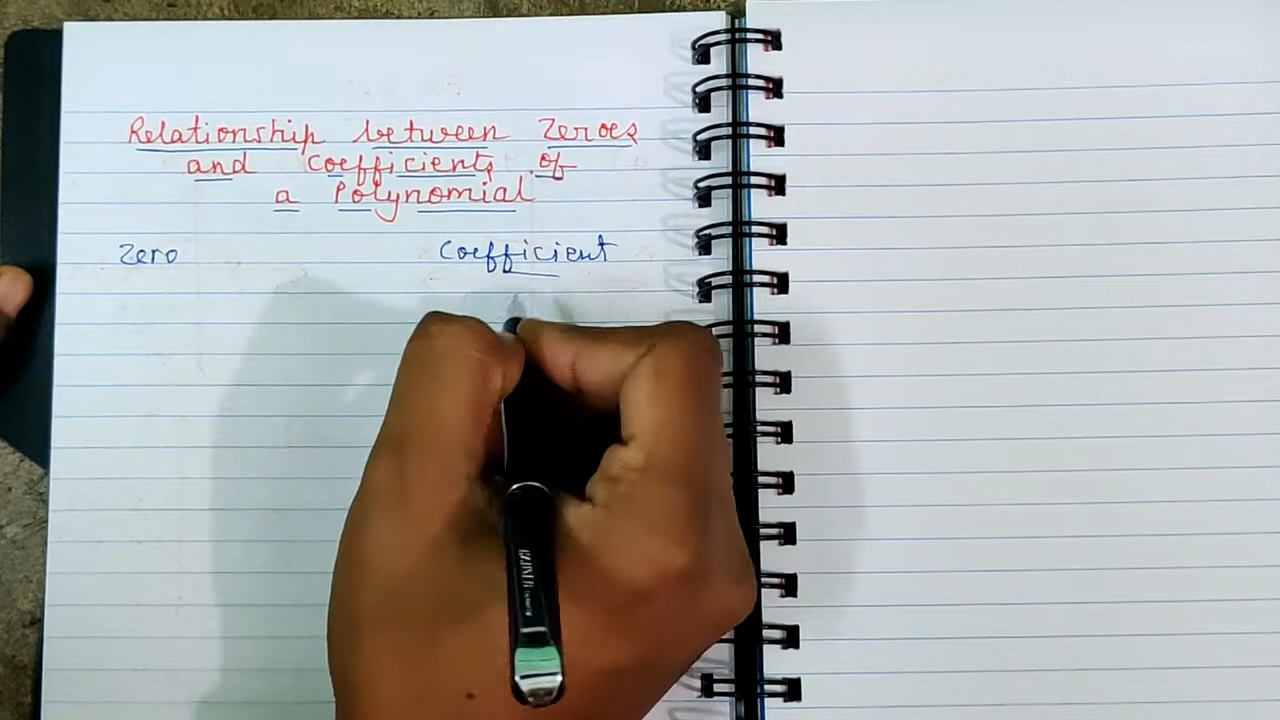 Relationship between Zeroes
and Coefficients of
a Polynomial
Zero Coefficient